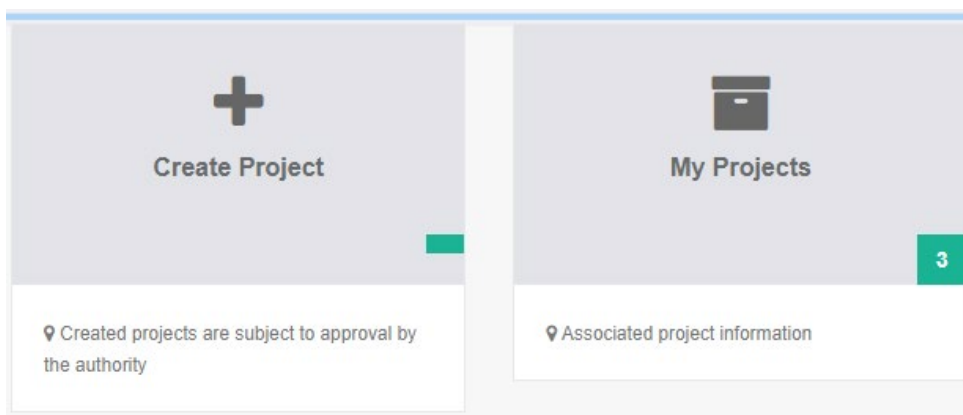 Create Project
My Projects
3
Created projects are subject to approval by
the authority
Associated project information